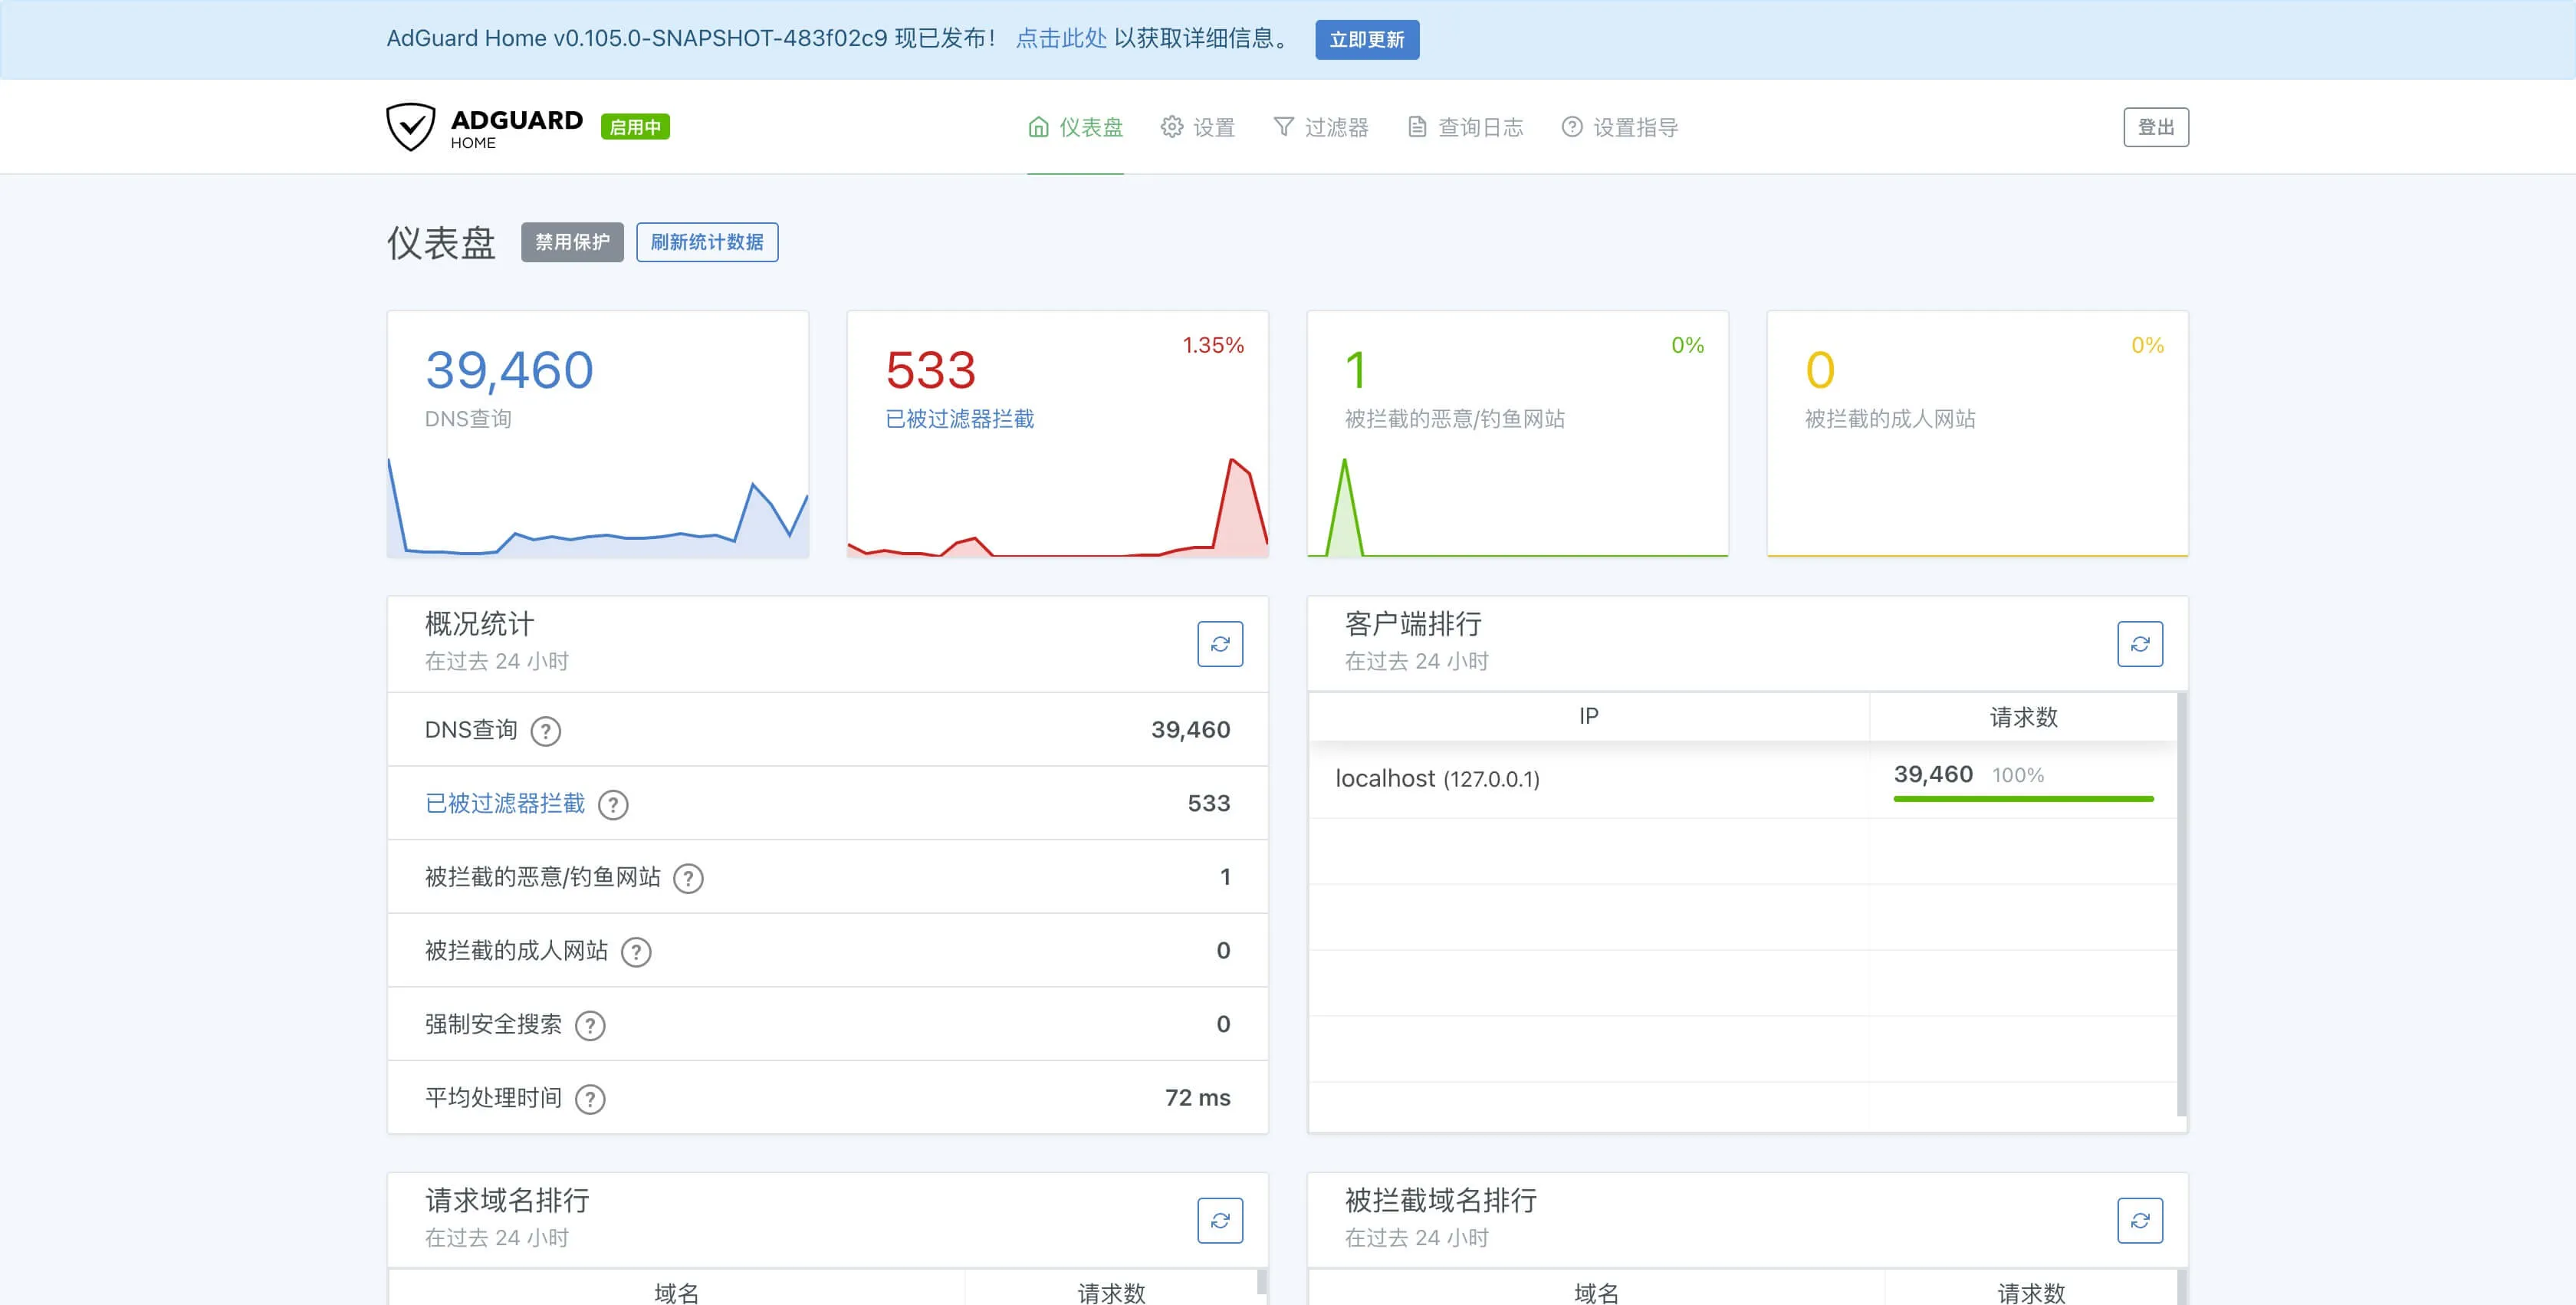 AdGuard Home v0.105.0-SNAPSHOT-483f02c9 现已发布！ 点击此处 以获取详细信息。 立即更新
ADGUARD
HOME
启用中
仪表盘 设置 过滤器 查询日志 设置指导
登出
仪表盘 禁用保护 刷新统计数据
39,460
DNS查询
1.35%
533
已被过滤器拦截
0%
1
被拦截的恶意/钓鱼网站
0%
0
被拦截的成人网站
概况统计
在过去 24 小时
DNS查询 ? 39,460
已被过滤器拦截 ? 533
被拦截的恶意/钓鱼网站 ? 1
被拦截的成人网站 ? 0
强制安全搜索 ? 0
平均处理时间 ? 72 ms
客户端排行
在过去 24 小时
IP 请求数
localhost (127.0.0.1) 39,460 100%
请求域名排行
在过去 24 小时
域名 请求数
被拦截域名排行
在过去 24 小时
域名 请求数